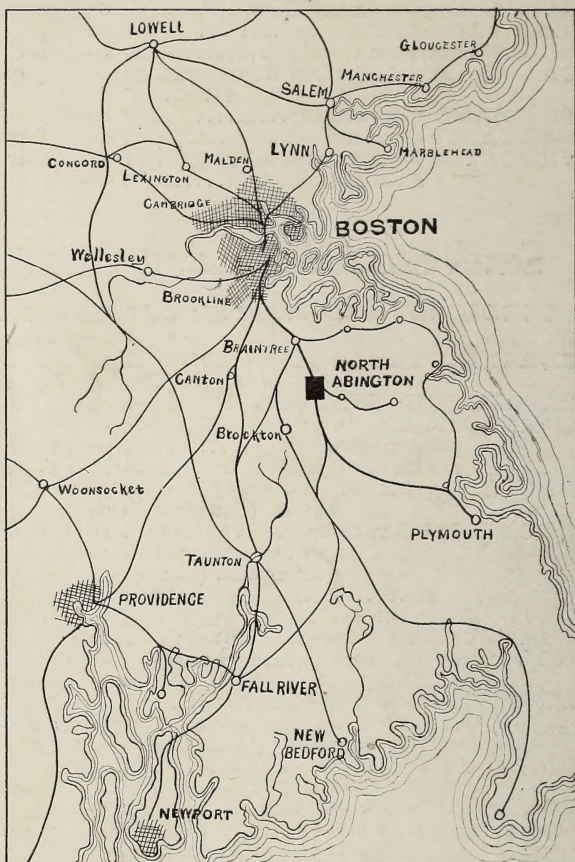 LOWELL
GLOUCESTER
MANCHESTER
SALEM
LYNN
MARBLEHEAD
CONCORD
LEXINGTON
MALDEN
CAMBRIDGE
BOSTON
Wellesley
BROOKLINE
BRAINTREE
NORTH
ABINGTON
CANTON
Brockton
WOONSOCKET
PLYMOUTH
TAUNTON
PROVIDENCE
FALL RIVER
NEW
BEDFORD
NEWPORT